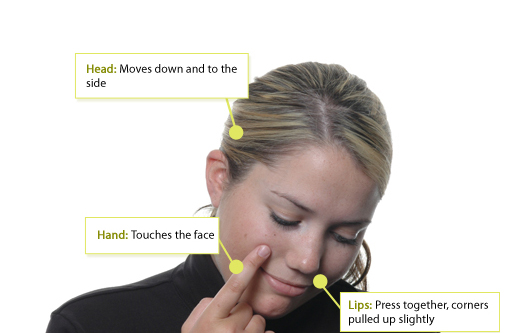 Head: Moves down and to the
side
Hand: Touches the face
Lips: Press together, corners
pulled up slightly